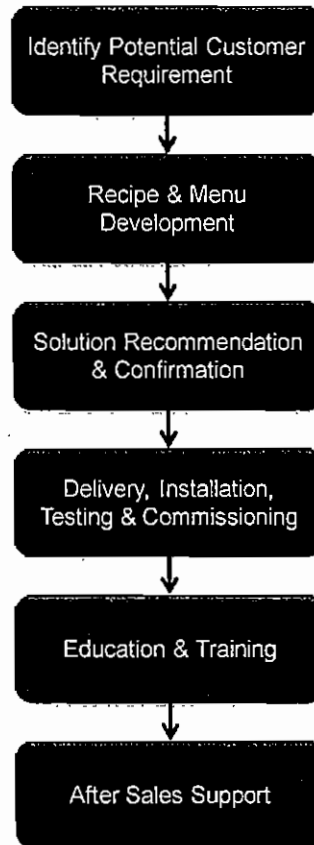 Identify Potential Customer
Requirement
Recipe & Menu
Development
Solution Recommendation
& Confirmation
Delivery, Installation,
Testing & Commissioning
Education & Training
After Sales Support